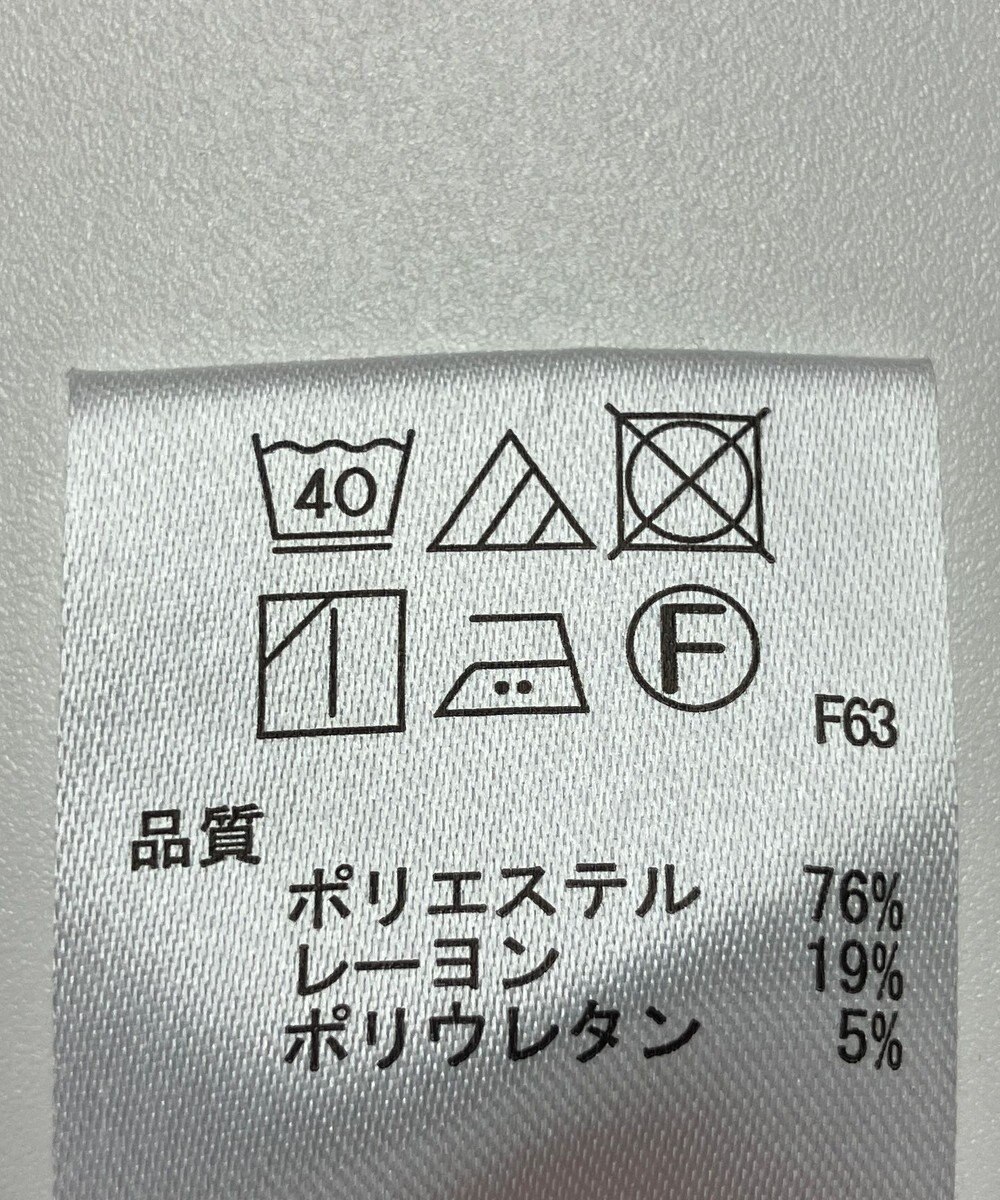 40
F
F63
品質
ポリエステル 76%
レーヨン 19%
ポリウレタン 5%